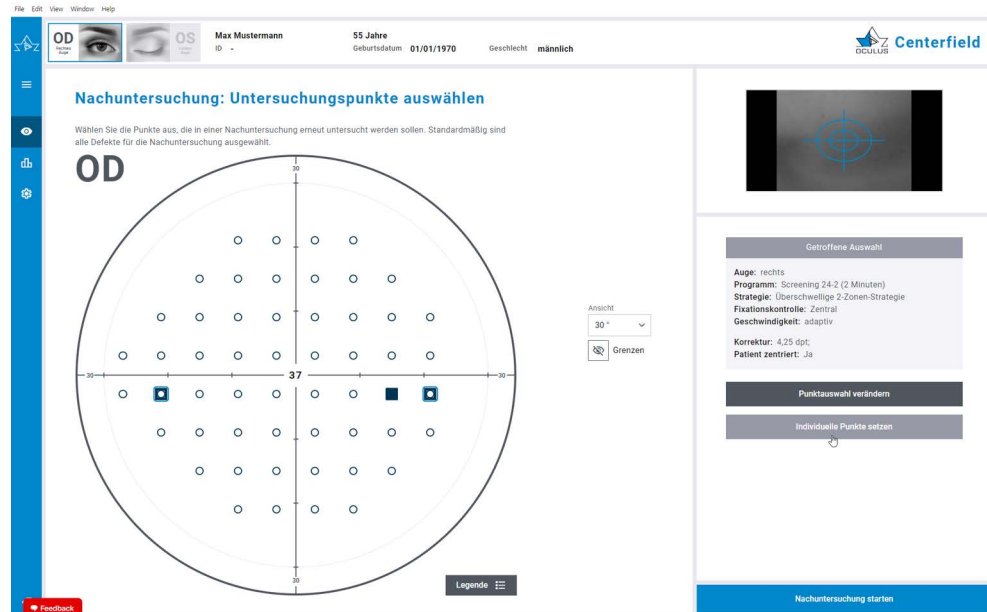 File Edit View Window Help
OD
Rechtes
Auge
OS
Max Mustermann
ID -
55 Jahre
Geburtsdatum 01/01/1970
Geschlecht männlich
OCULUS
Centerfield
Nachuntersuchung: Untersuchungspunkte auswählen
Wählen Sie die Punkte aus, die in einer Nachuntersuchung erneut untersucht werden sollen. Standardmäßig sind
alle Defekte für die Nachuntersuchung ausgewählt.
OD
30
30
37
30
30
Ansicht
30 °
Grenzen
Legende
Getroffene Auswahl
Auge: rechts
Programm: Screening 24-2 (2 Minuten)
Strategie: Überschwellige 2-Zonen-Strategie
Fixationskontrolle: Zentral
Geschwindigkeit: adaptiv
Korrektur: 4,25 dpt;
Patient zentriert: Ja
Punktauswahl verändern
Individuelle Punkte setzen
Nachuntersuchung starten
Feedback